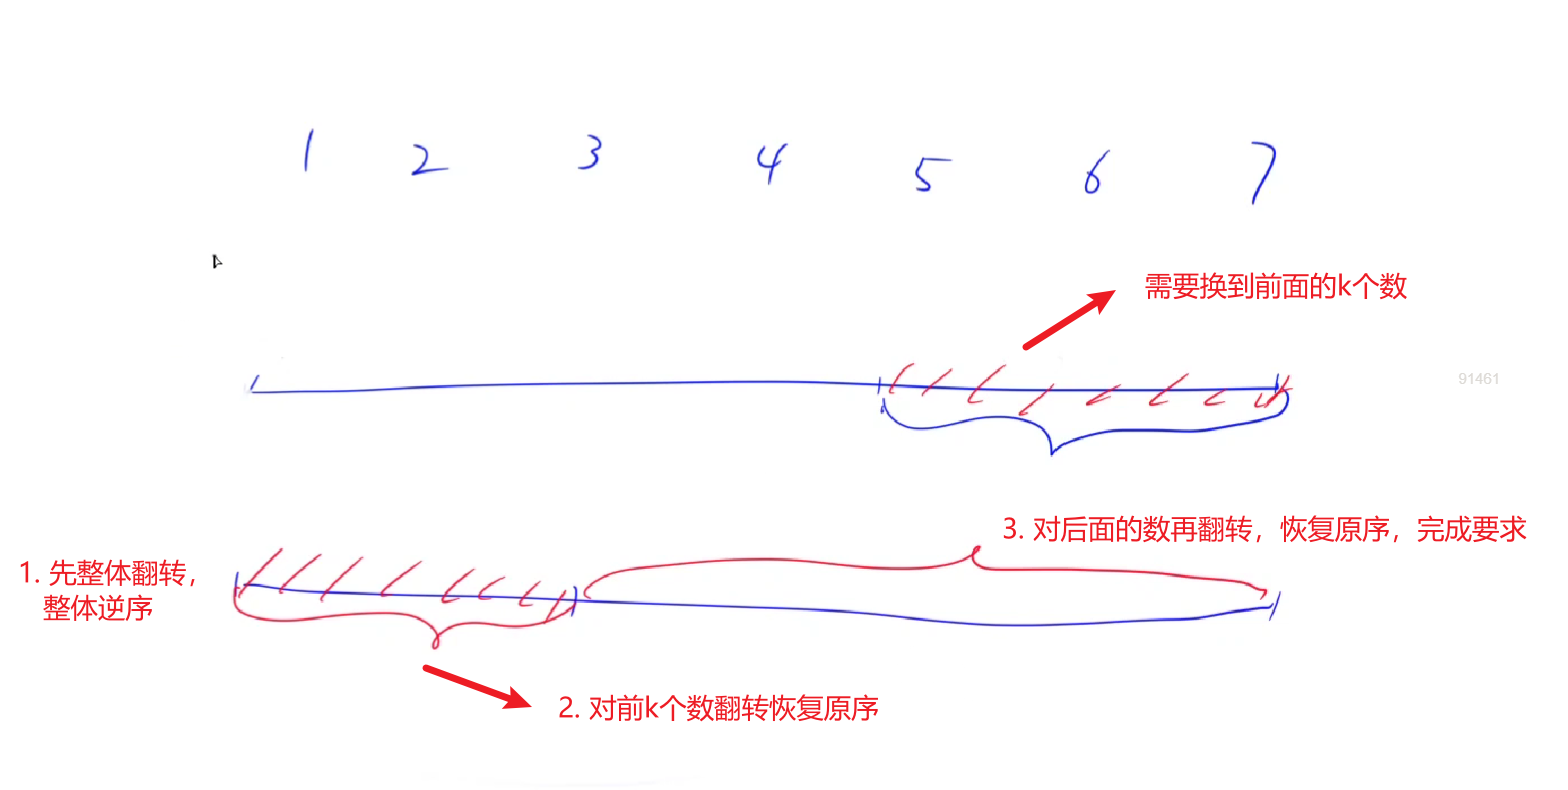 1 2 3 4 5 6 7
需要换到前面的k个数
91461
3. 对后面的数再翻转，恢复原序，完成要求
1. 先整体翻转，
整体逆序
2. 对前k个数翻转恢复原序